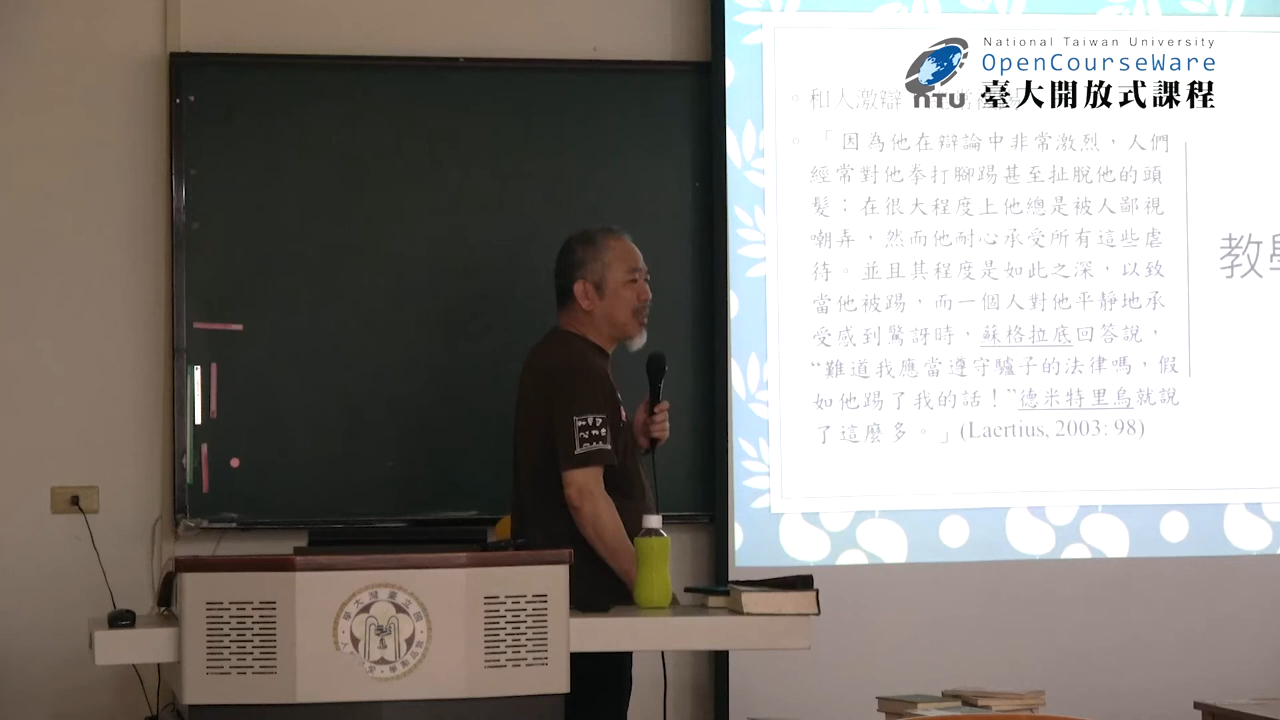 National Taiwan University
OpenCourseWare
NTU 臺大開放式課程
和人激辯
「因為他在辯論中非常激烈，人們
經常對他拳打腳踢甚至扯脫他的頭
髮：在很大程度上他總是被人鄙視
嘲弄，然而他耐心承受所有這些虐
待。並且其程度是如此之深，以致
當他被踢，而一個人對他平靜地承
受感到驚訝時，蘇格拉底回答說，
“難道我應當遵守驢子的法律嗎，假
如他踢了我的話！”德米特里烏就說
了這麼多。」(Laertius, 2003: 98)
教學